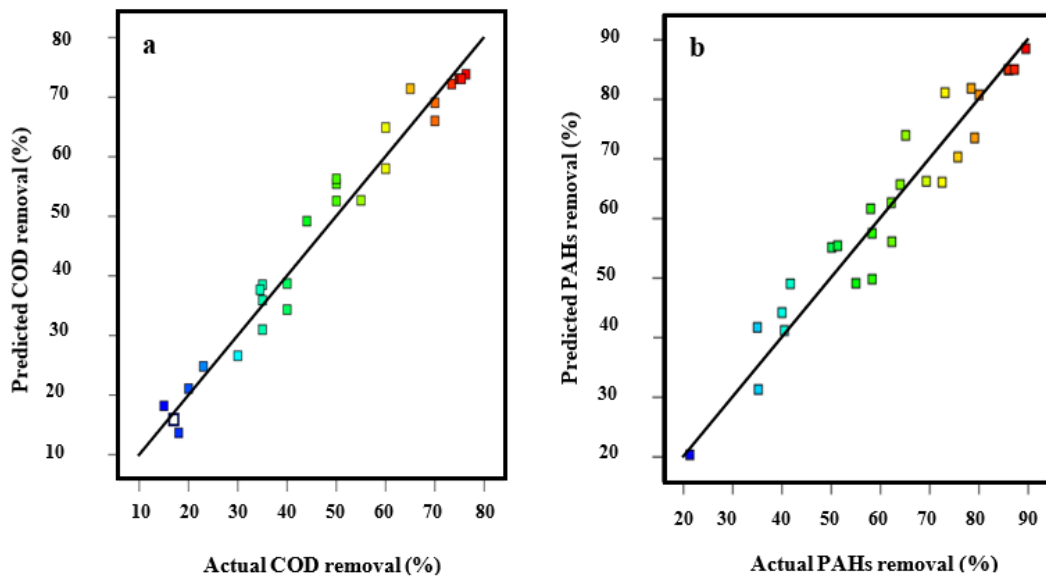 a
Predicted COD removal (%)
80
70
60
50
40
30
20
10
10 20 30 40 50 60 70 80
Actual COD removal (%)
b
Predicted PAHs removal (%)
90
80
70
60
50
40
30
20
20 30 40 50 60 70 80 90
Actual PAHs removal (%)